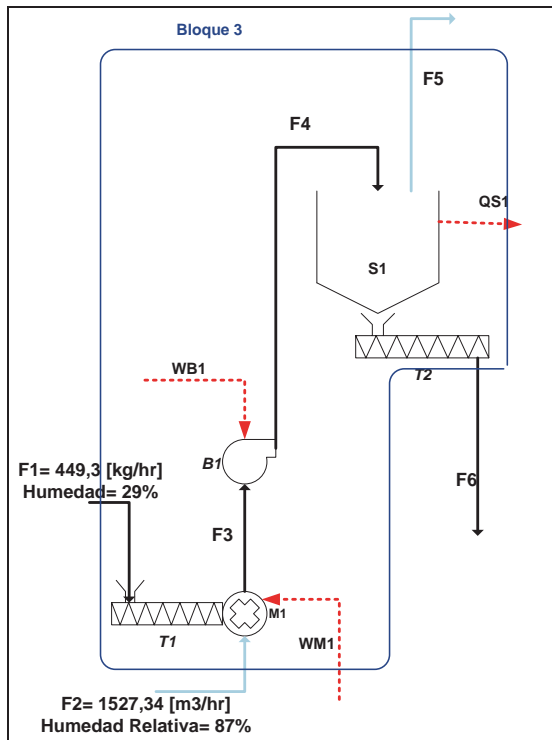 Bloque 3
F5
F4
QS1
S1
T2
WB1
B1
F1= 449,3 [kg/hr]
Humedad= 29%
F6
F3
M1
T1
WM1
F2= 1527,34 [m3/hr]
Humedad Relativa= 87%